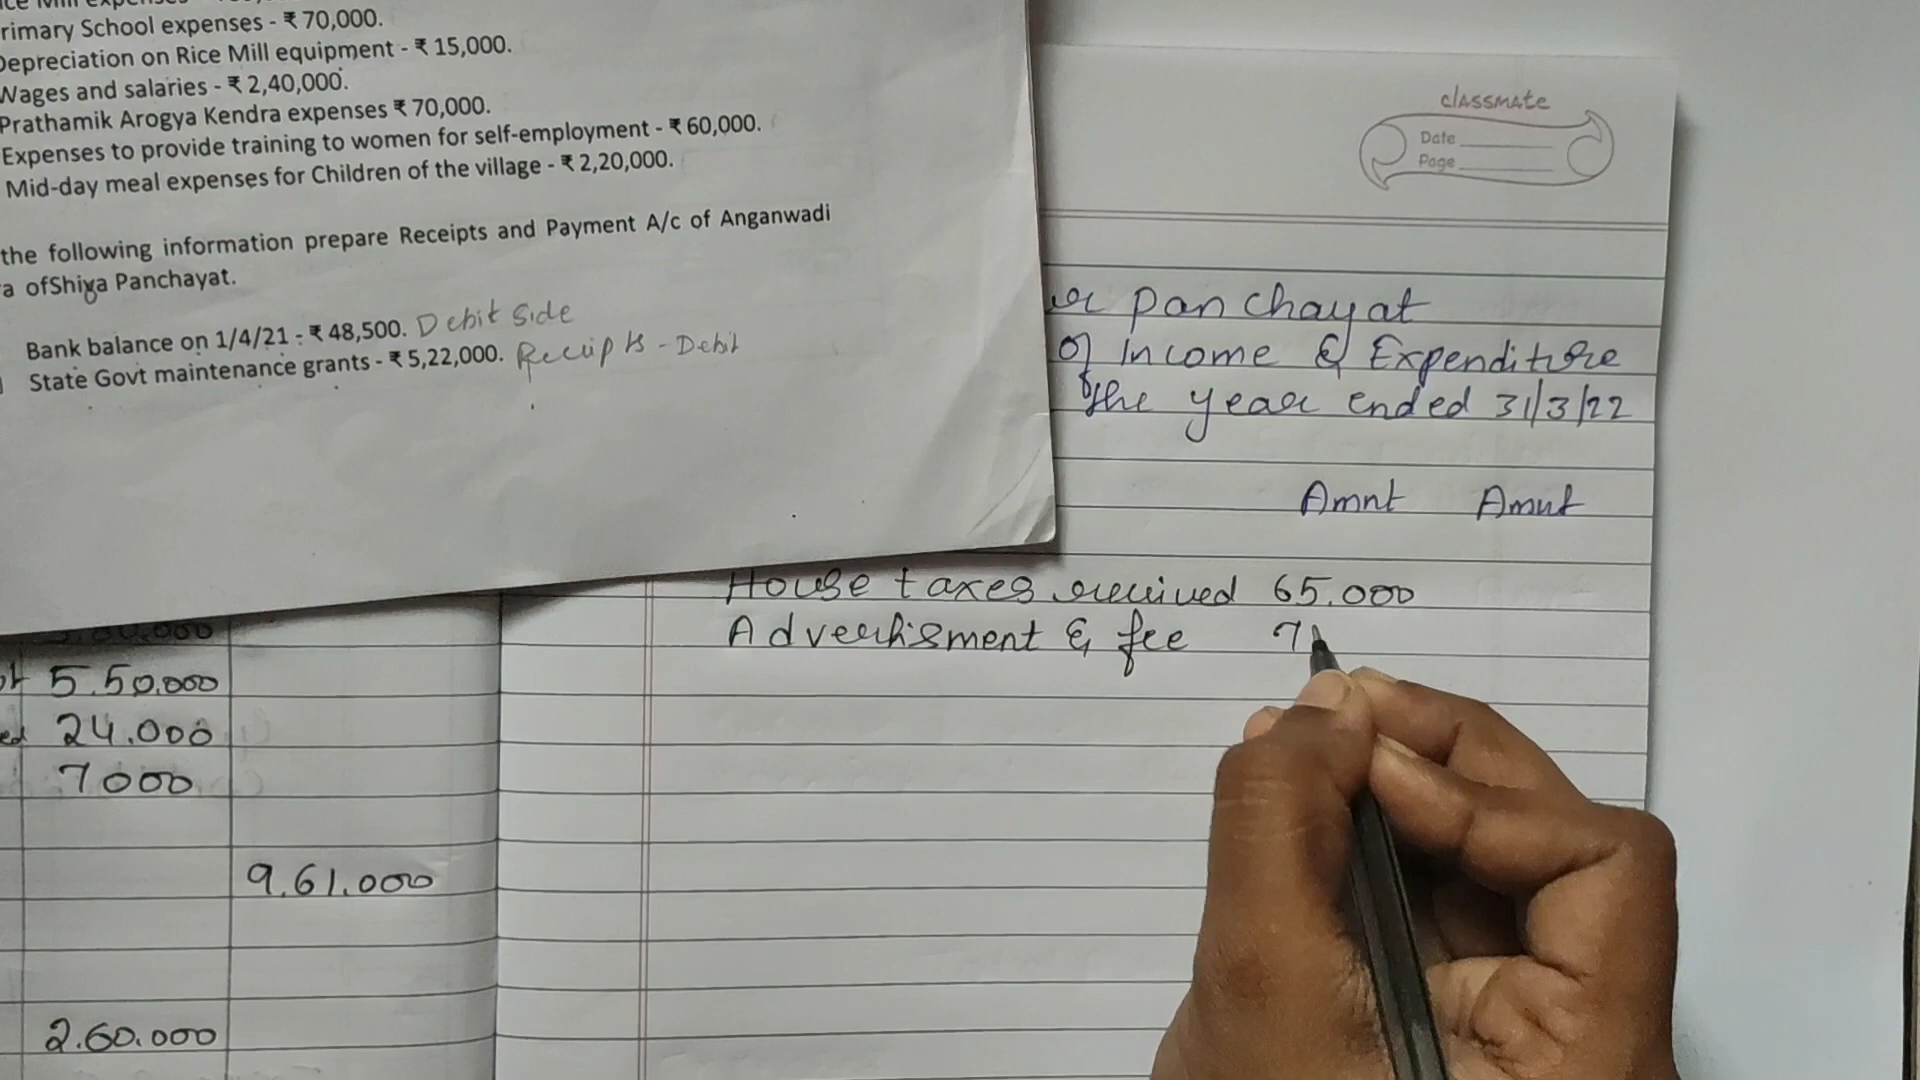 rimary School expenses - ₹ 70,000.
Depreciation on Rice Mill equipment - ₹ 15,000.
Wages and salaries - ₹ 2,40,000.
Prathamik Arogya Kendra expenses ₹ 70,000.
Expenses to provide training to women for self-employment - ₹ 60,000.
Mid-day meal expenses for Children of the village - ₹ 2,20,000.
the following information prepare Receipts and Payment A/c of Anganwadi
a ofShiva Panchayat.
Bank balance on 1/4/21 - ₹ 48,500. Debit side
State Govt maintenance grants - ₹ 5,22,000. Receipts - Debit
classmate
Date
Page
panchayat
of Income & Expenditure
the year ended 31/3/22
Amnt Amnt
House taxes received 65.000
Advertisment & fee 7
5.50.000
ed 24.000
7000
9.61.000
2.60.000